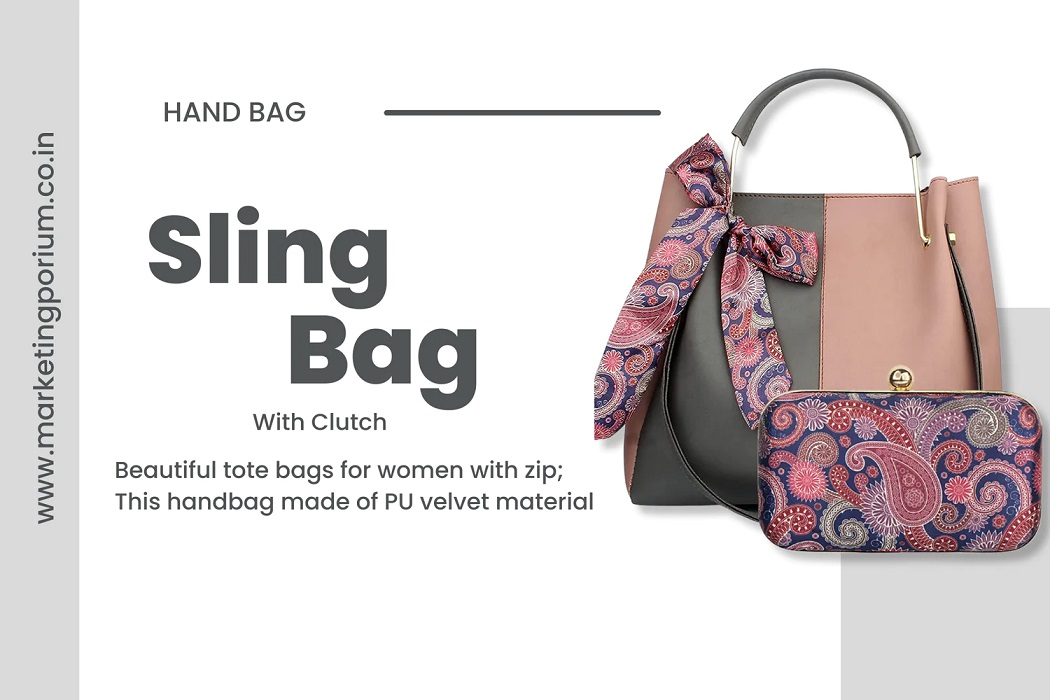 HAND BAG
Sling
Bag
With Clutch
Beautiful tote bags for women with zip;
This handbag made of PU velvet material
www.marketingporium.co.in